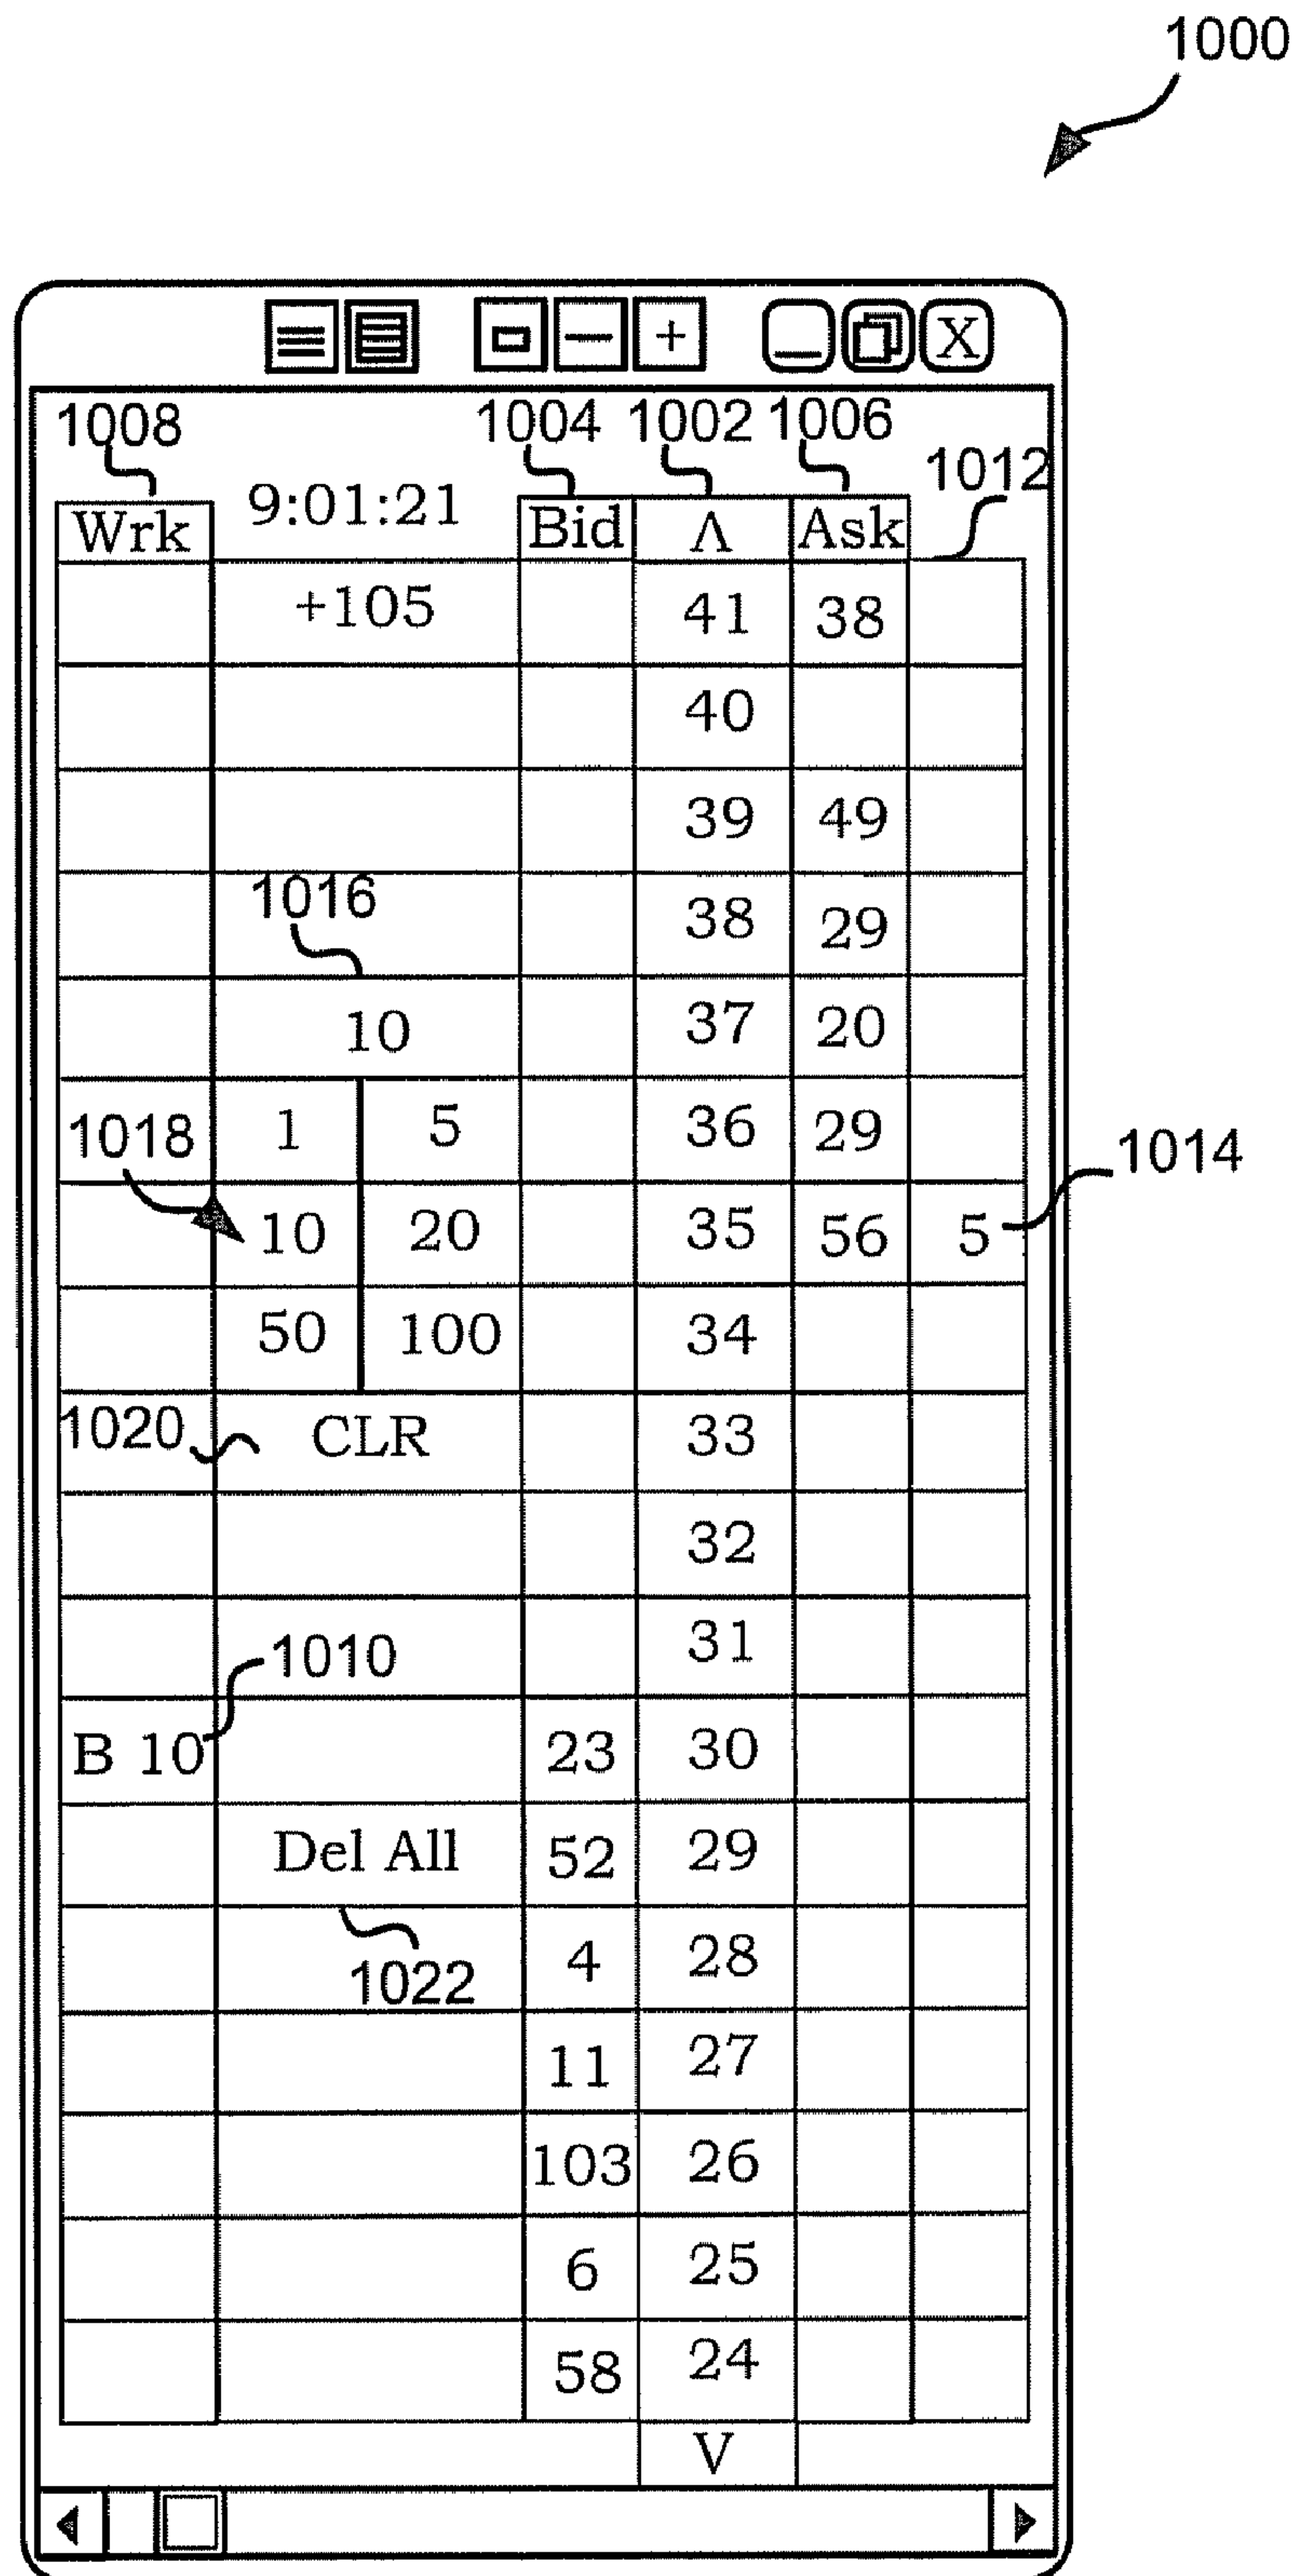 1000
+ X
1008 1004 1002 1006
1012
9:01:21
Wrk Bid Λ Ask
+105 41 38
40
39 49
1016 38 29
10 37 20
1018 1 5 36 29 1014
10 20 35 56 5
50 100 34
1020 CLR 33
32
1010 31
B 10 23 30
Del All 52 29
1022 4 28
11 27
103 26
6 25
58 24
V